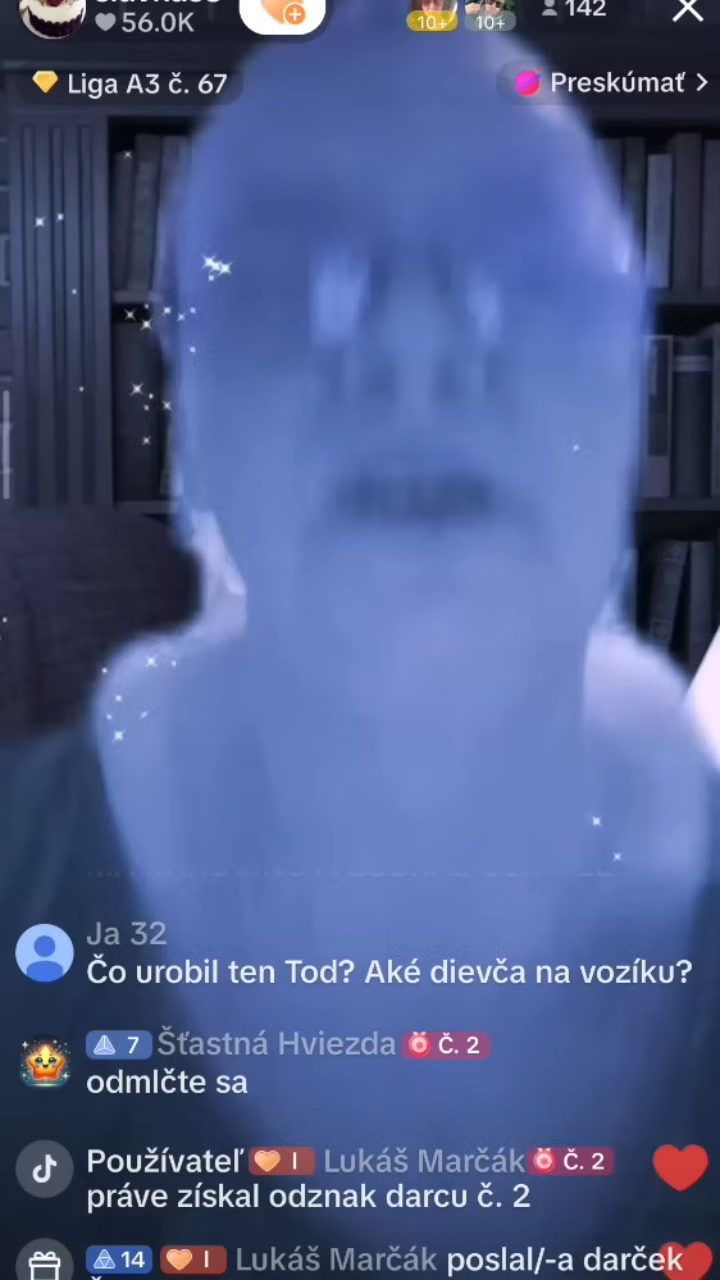 56.0K
10+
10+
142
Liga A3 č. 67
Preskúmať
Ja 32
Čo urobil ten Tod? Aké dievča na vozíku?
7 Šťastná Hviezda Č. 2
odmlčte sa
Používateľ I Lukáš Marčák Č. 2
práve získal odznak darcu č. 2
14 I Lukáš Marčák poslal/-a darček